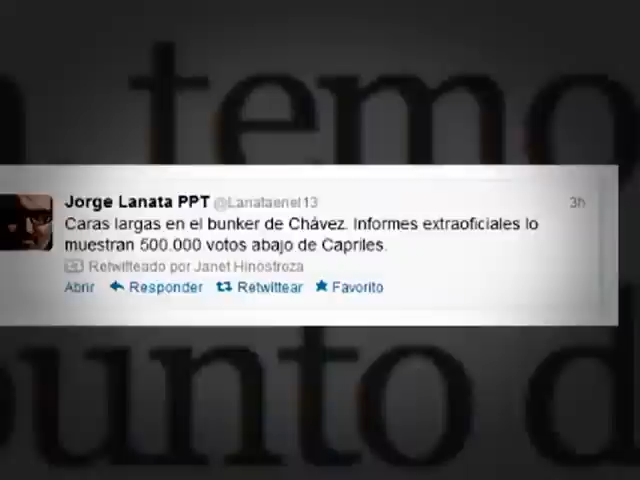 temo
Jorge Lanata PPT @Lanataenel13 3h
Caras largas en el bunker de Chávez. Informes extraoficiales lo
muestran 500.000 votos abajo de Capriles.
Retwitteado por Janet Hinostroza
Abrir Responder Retwittear Favorito
punto d